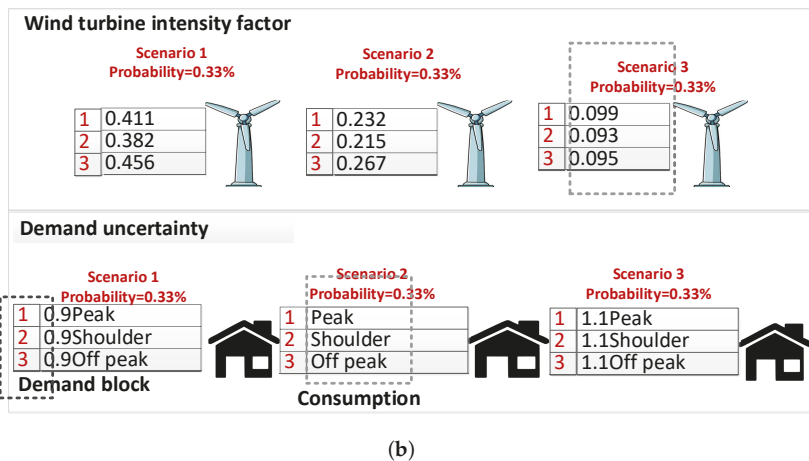 Wind turbine intensity factor
Scenario 1
Probability=0.33%
1 0.411
2 0.382
3 0.456
Scenario 2
Probability=0.33%
1 0.232
2 0.215
3 0.267
Scenario 3
Probability=0.33%
1 0.099
2 0.093
3 0.095
Demand uncertainty
Scenario 1
Probability=0.33%
1 0.9Peak
2 0.9Shoulder
3 0.9Off peak
Demand block
Scenario 2
Probability=0.33%
1 Peak
2 Shoulder
3 Off peak
Consumption
Scenario 3
Probability=0.33%
1 1.1Peak
2 1.1Shoulder
3 1.1Off peak
(b)